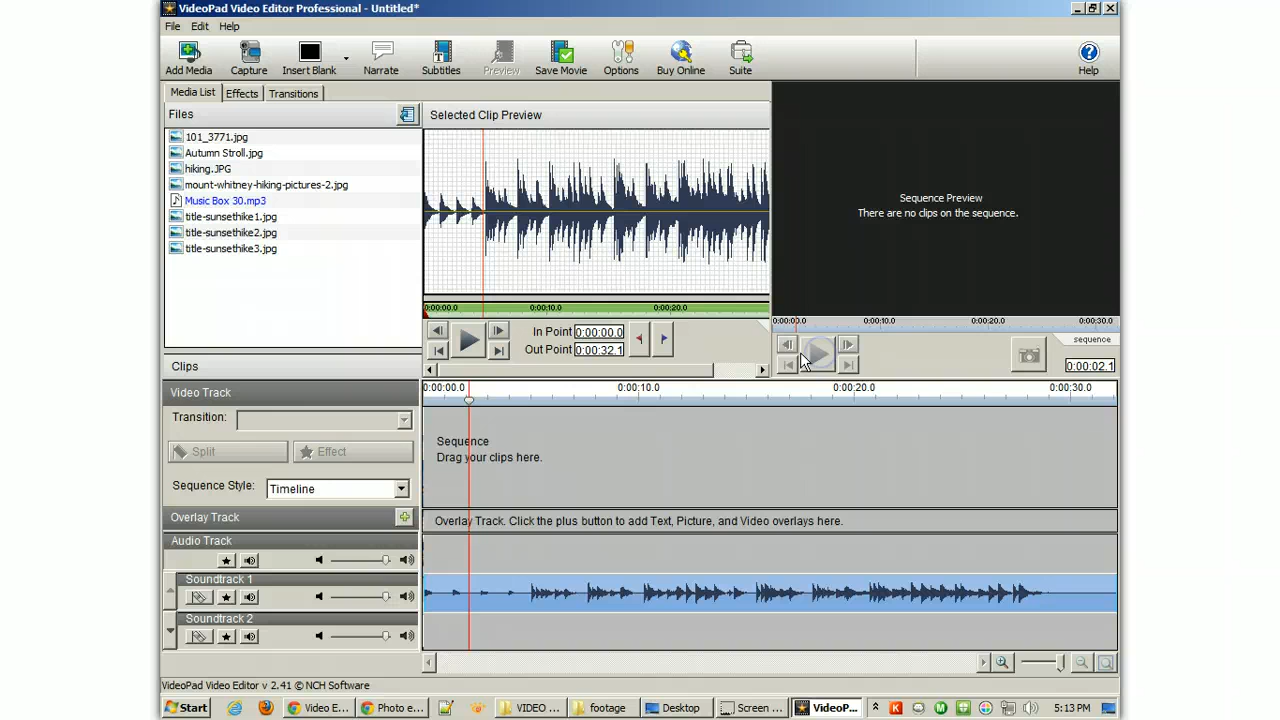 VideoPad Video Editor Professional - Untitled*
File Edit Help
Add Media Capture Insert Blank Narrate Subtitles Preview Save Movie Options Buy Online Suite Help
Media List Effects Transitions
Files
101_3771.jpg
Autumn Stroll.jpg
hiking.JPG
mount-whitney-hiking-pictures-2.jpg
Music Box 30.mp3
title-sunsethike1.jpg
title-sunsethike2.jpg
title-sunsethike3.jpg
Selected Clip Preview
0:00:00.0 0:00:10.0 0:00:20.0
In Point 0:00:00.0
Out Point 0:00:32.1
Sequence Preview
There are no clips on the sequence.
0:00:00.0 0:00:10.0 0:00:20.0 0:00:30.0
sequence
0:00:02.1
Clips
Video Track
Transition:
Split Effect
Sequence Style: Timeline
0:00:00.0 0:00:10.0 0:00:20.0 0:00:30.0
Sequence
Drag your clips here.
Overlay Track
Overlay Track. Click the plus button to add Text, Picture, and Video overlays here.
Audio Track
Soundtrack 1
Soundtrack 2
VideoPad Video Editor v 2.41 © NCH Software
Start Video E... Photo e... VIDEO ... footage Desktop Screen ... VideoP... 5:13 PM